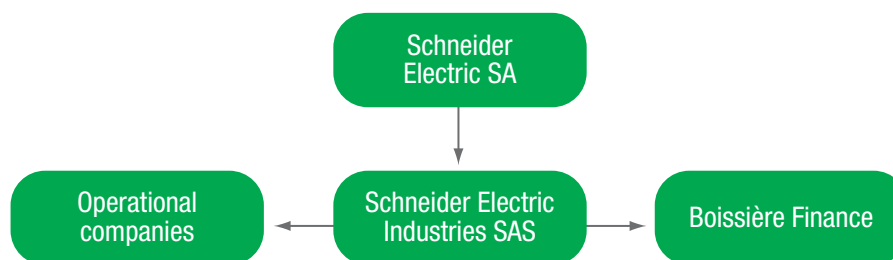 Schneider
Electric SA
Operational
companies
Schneider Electric
Industries SAS
Boissière Finance